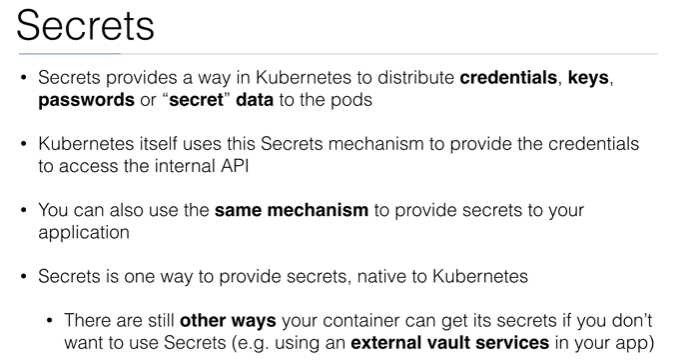 Secrets
• Secrets provides a way in Kubernetes to distribute credentials, keys,
passwords or “secret” data to the pods
• Kubernetes itself uses this Secrets mechanism to provide the credentials
to access the internal API
• You can also use the same mechanism to provide secrets to your
application
• Secrets is one way to provide secrets, native to Kubernetes
• There are still other ways your container can get its secrets if you don’t
want to use Secrets (e.g. using an external vault services in your app)